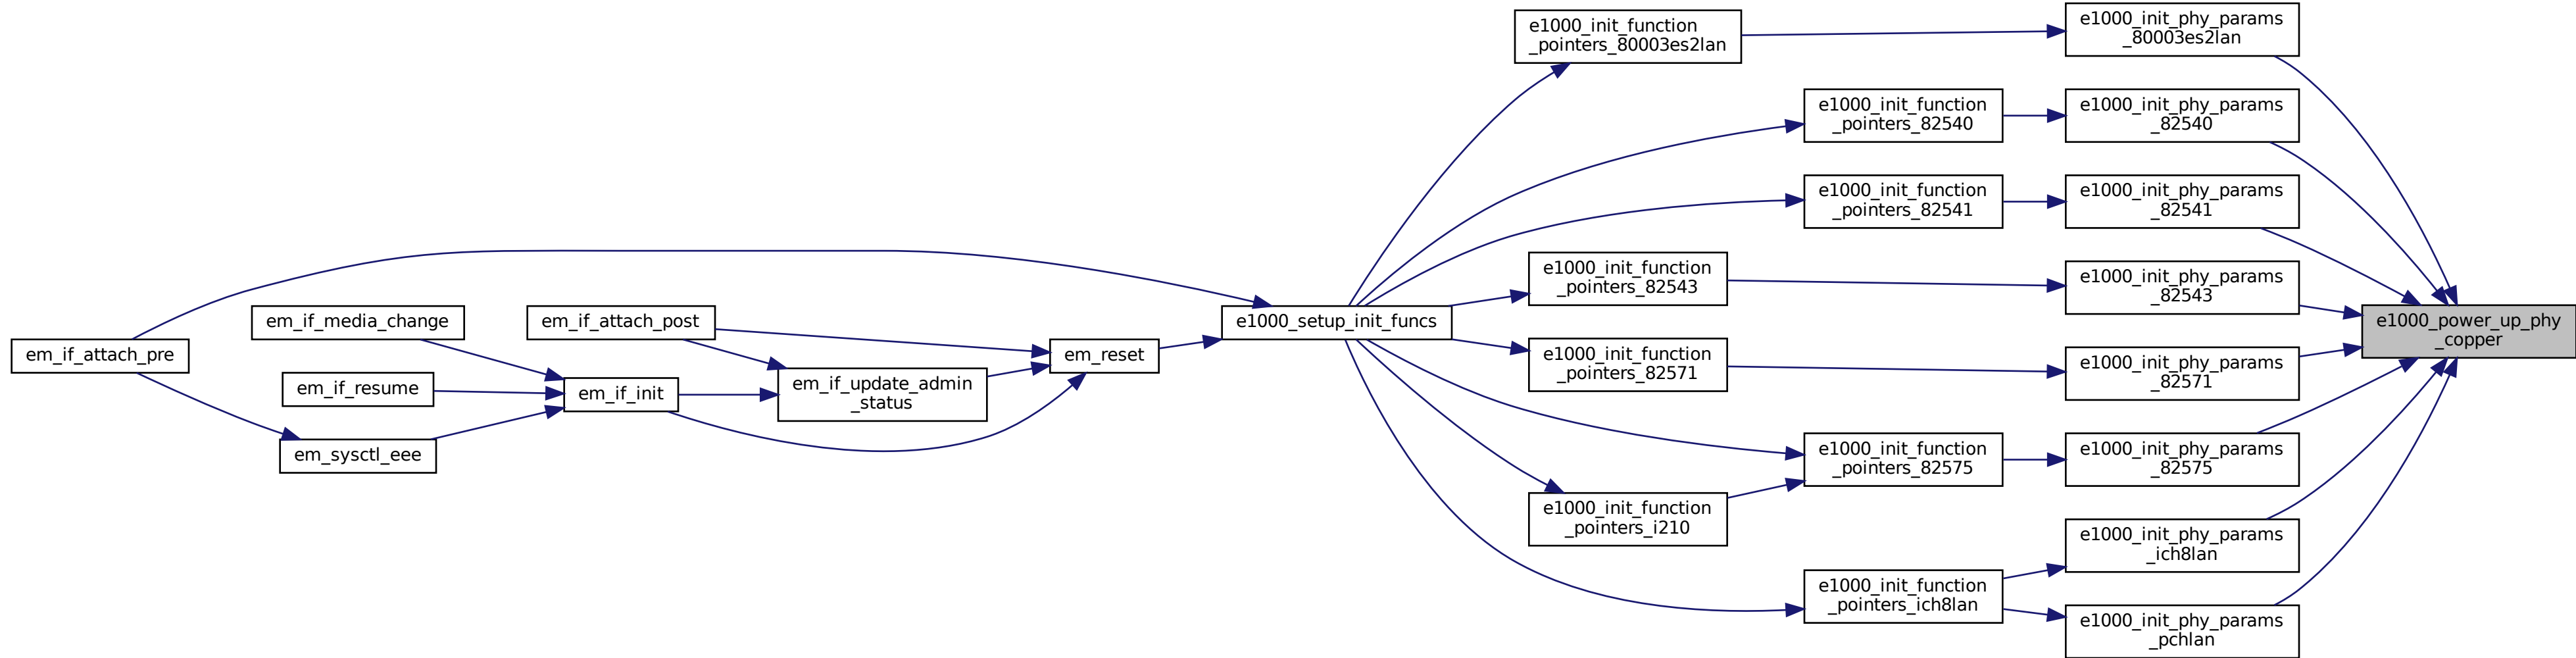 em_if_attach_pre
em_if_media_change
em_if_resume
em_sysctl_eee
em_if_attach_post
em_if_init
em_if_update_admin
_status
em_reset
e1000_setup_init_funcs
e1000_init_function
_pointers_80003es2lan
e1000_init_function
_pointers_82540
e1000_init_function
_pointers_82541
e1000_init_function
_pointers_82543
e1000_init_function
_pointers_82571
e1000_init_function
_pointers_82575
e1000_init_function
_pointers_i210
e1000_init_function
_pointers_ich8lan
e1000_init_phy_params
_80003es2lan
e1000_init_phy_params
_82540
e1000_init_phy_params
_82541
e1000_init_phy_params
_82543
e1000_init_phy_params
_82571
e1000_init_phy_params
_82575
e1000_init_phy_params
_ich8lan
e1000_init_phy_params
_pchlan
e1000_power_up_phy
_copper